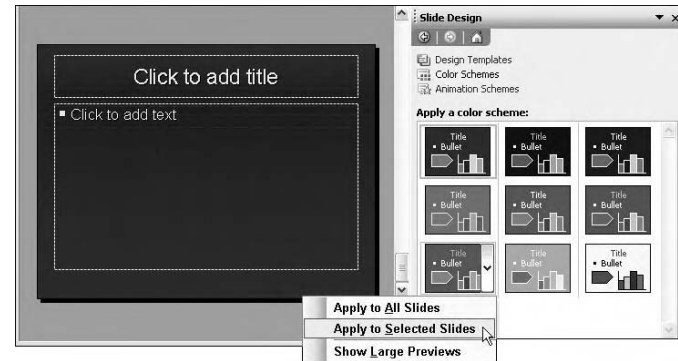 Slide Design
Click to add title
Click to add text
Design Templates
Color Schemes
Animation Schemes
Apply a color scheme:
Title
Bullet
Title
Bullet
Title
Bullet
Title
Bullet
Title
Bullet
Title
Bullet
Title
Bullet
Title
Bullet
Title
Bullet
Apply to All Slides
Apply to Selected Slides
Show Large Previews